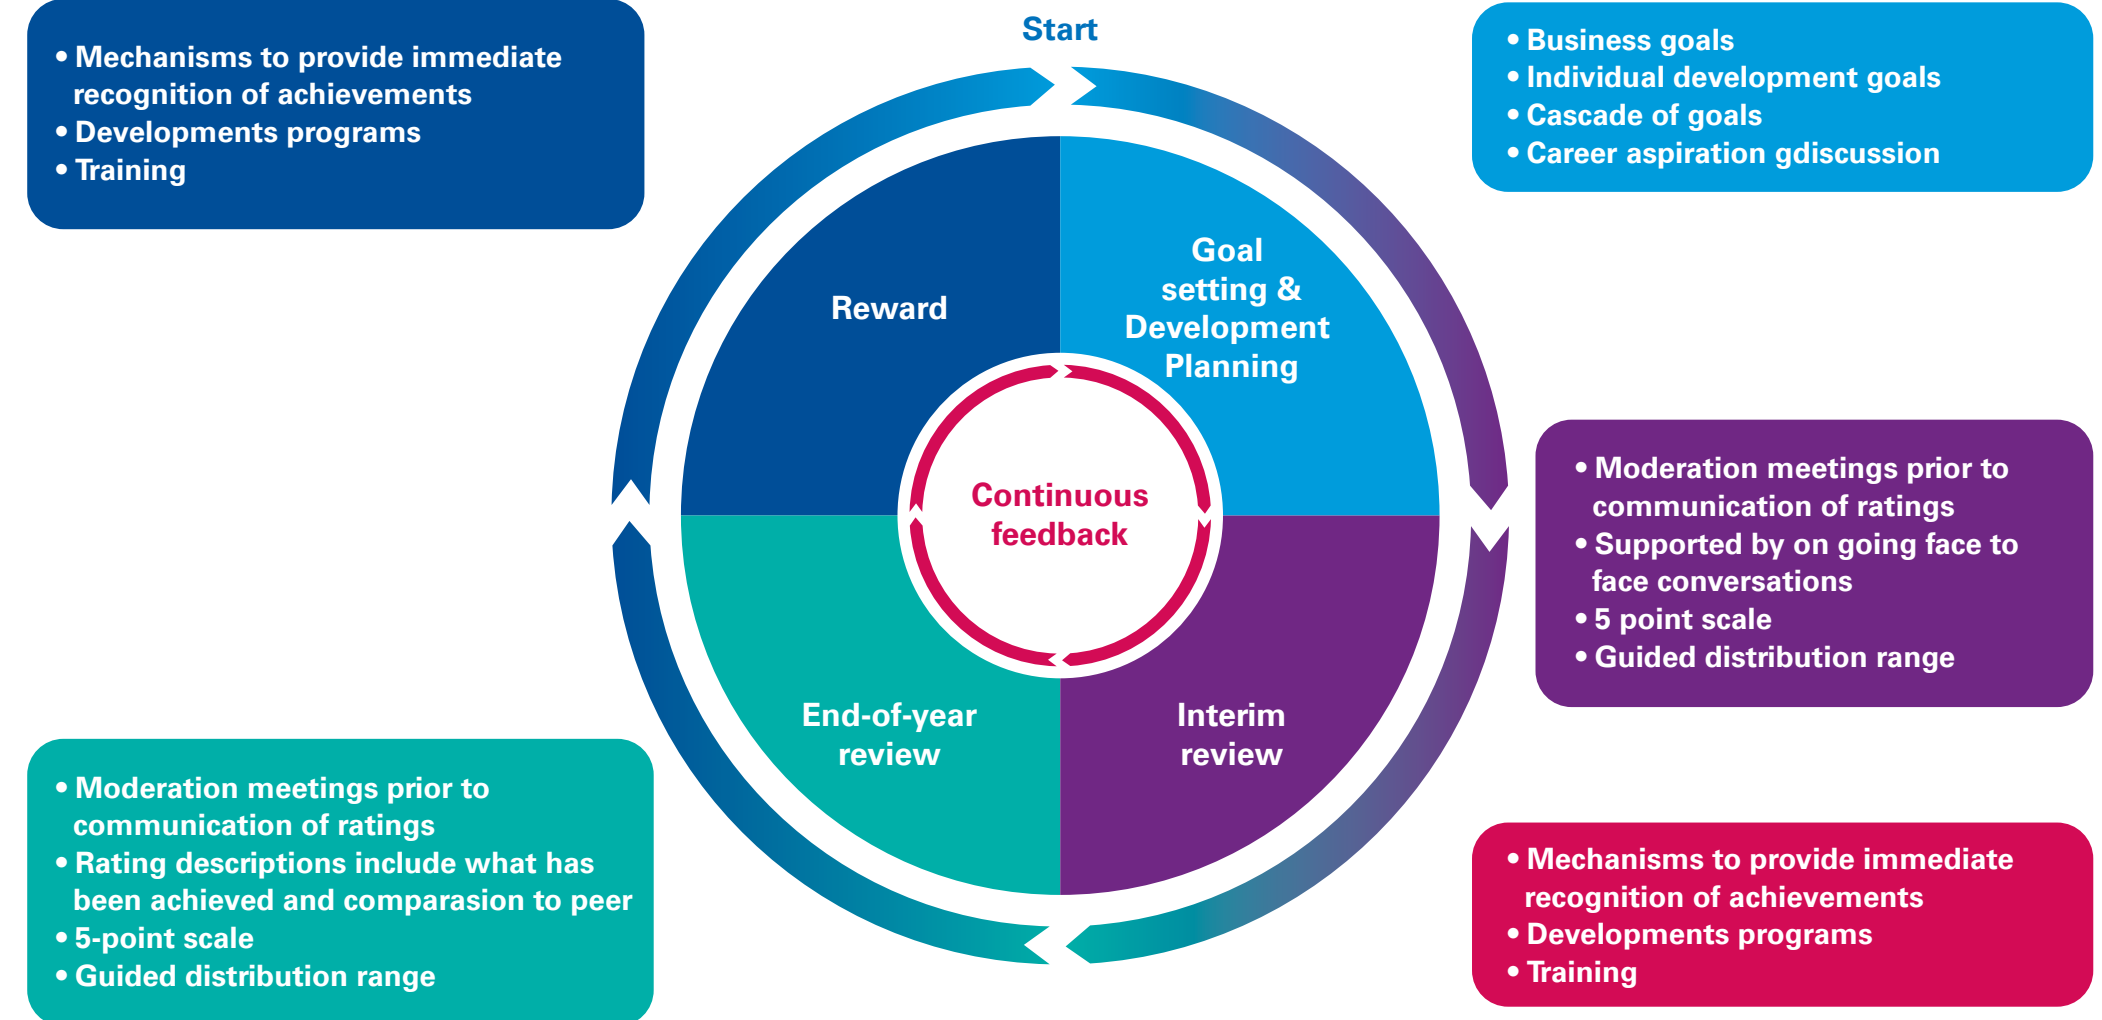 Start
• Mechanisms to provide immediate
recognition of achievements
• Developments programs
• Training
• Business goals
• Individual development goals
• Cascade of goals
• Career aspiration gdiscussion
Reward
Goal
setting &
Development
Planning
Continuous
feedback
End-of-year
review
Interim
review
• Moderation meetings prior to
communication of ratings
• Supported by on going face to
face conversations
• 5 point scale
• Guided distribution range
• Moderation meetings prior to
communication of ratings
• Rating descriptions include what has
been achieved and comparasion to peer
• 5-point scale
• Guided distribution range
• Mechanisms to provide immediate
recognition of achievements
• Developments programs
• Training